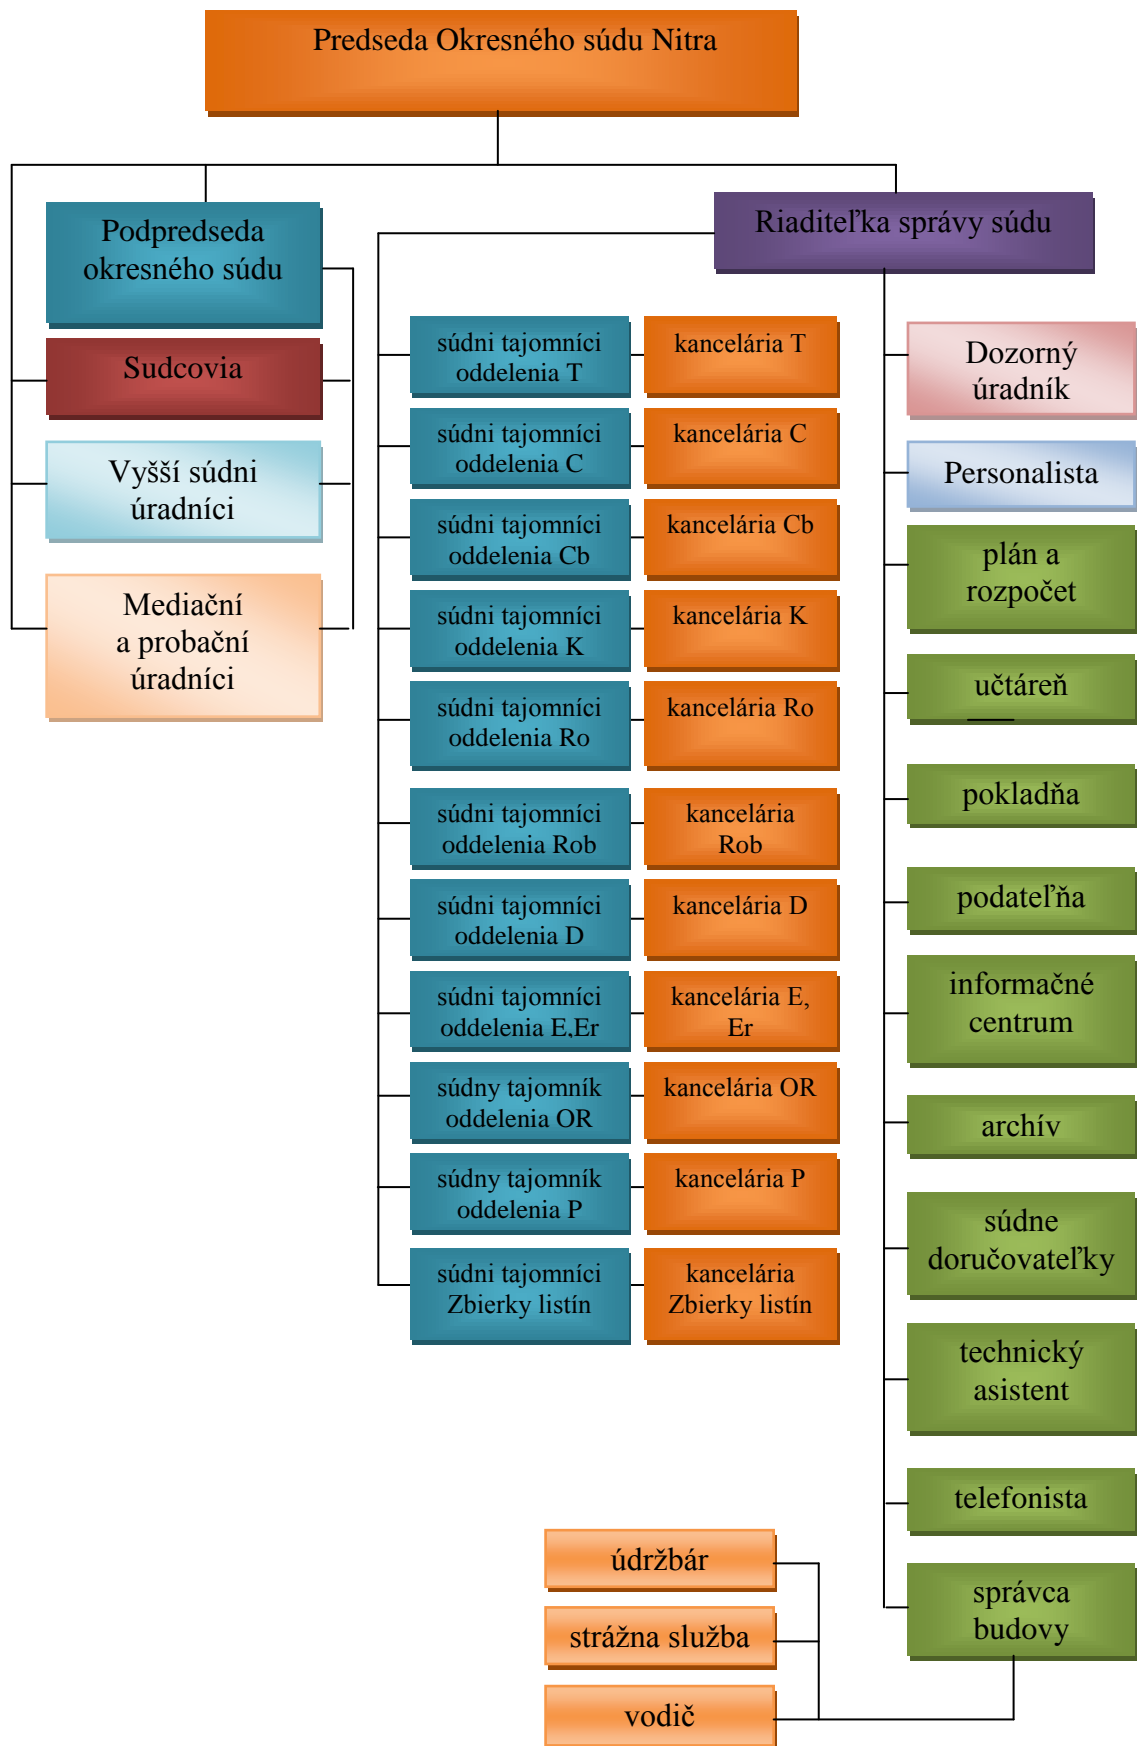 Predseda Okresného súdu Nitra
Podpredseda
okresného súdu
Riaditeľka správy súdu
Sudcovia
Vyšší súdni
úradníci
Mediační
a probační
úradníci
súdni tajomníci
oddelenia T
kancelária T
súdni tajomníci
oddelenia C
kancelária C
súdni tajomníci
oddelenia Cb
kancelária Cb
súdni tajomníci
oddelenia K
kancelária K
súdni tajomníci
oddelenia Ro
kancelária Ro
súdni tajomníci
oddelenia Rob
kancelária
Rob
súdni tajomníci
oddelenia D
kancelária D
súdni tajomníci
oddelenia E,Er
kancelária E,
Er
súdny tajomník
oddelenia OR
kancelária OR
súdny tajomník
oddelenia P
kancelária P
súdni tajomníci
Zbierky listín
kancelária
Zbierky listín
Dozorný
úradník
Personalista
plán a
rozpočet
učtáreň
pokladňa
podateľňa
informačné
centrum
archív
súdne
doručovateľky
technický
asistent
telefonista
správca
budovy
údržbár
strážna služba
vodič